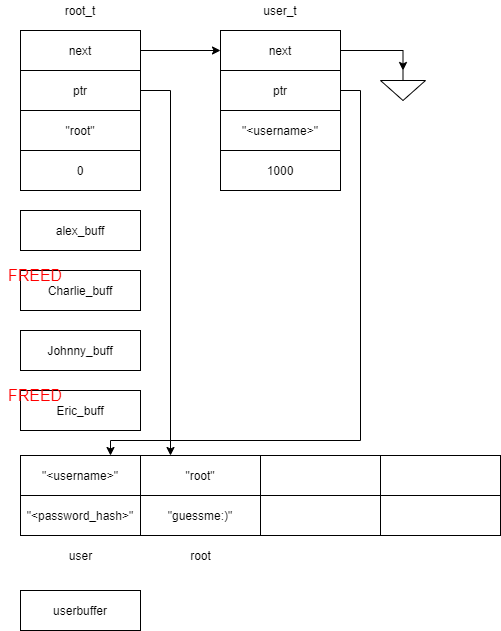 root_t user_t
next next
ptr ptr
"root" "<username>"
0 1000
alex_buff
FREED
Charlie_buff
Johnny_buff
FREED
Eric_buff
"<username>" "root"
"<password_hash>" "guessme:)"
user root
userbuffer